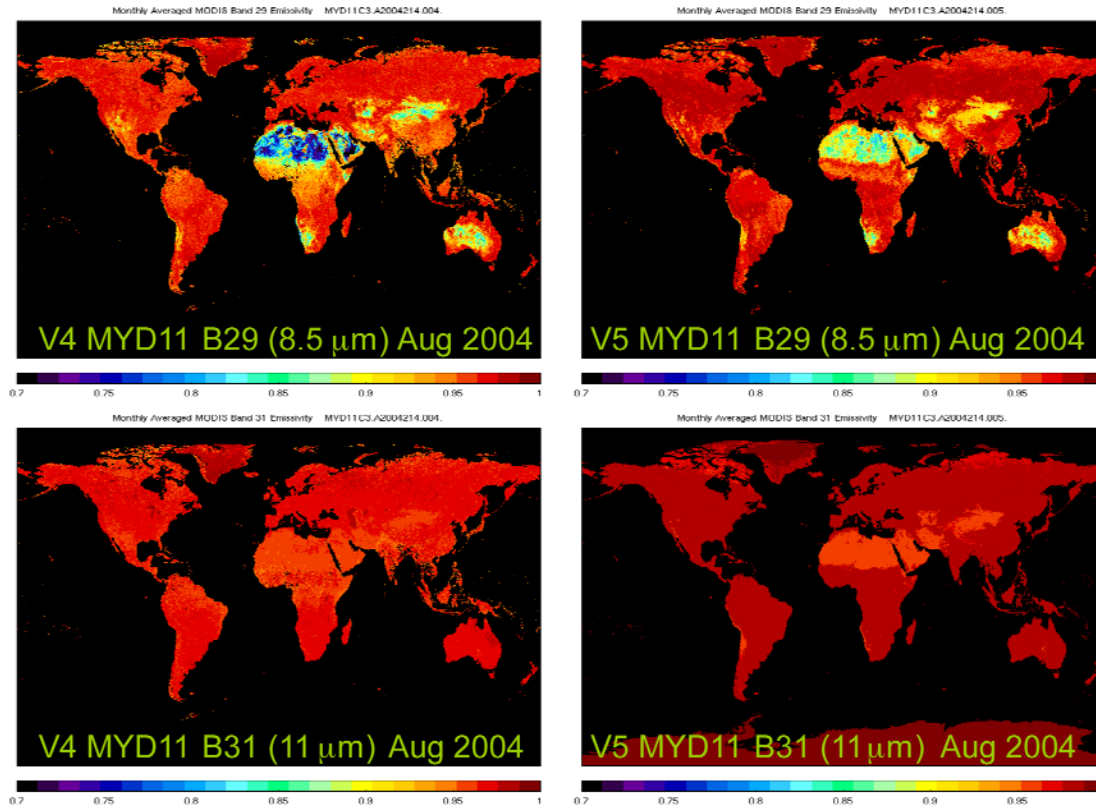 Monthly Averaged MODIS Band 29 Emissivity MYD11C3.A2004214.004.
V4 MYD11 B29 (8.5 μm) Aug 2004
0.7 0.75 0.8 0.85 0.9 0.95 1
Monthly Averaged MODIS Band 29 Emissivity MYD11C3.A2004214.005.
V5 MYD11 B29 (8.5 μm) Aug 2004
0.7 0.75 0.8 0.85 0.9 0.95
Monthly Averaged MODIS Band 31 Emissivity MYD11C3.A2004214.004.
V4 MYD11 B31 (11 μm) Aug 2004
0.7 0.75 0.8 0.85 0.9 0.95 1
Monthly Averaged MODIS Band 31 Emissivity MYD11C3.A2004214.005.
V5 MYD11 B31 (11 μm) Aug 2004
0.7 0.75 0.8 0.85 0.9 0.95